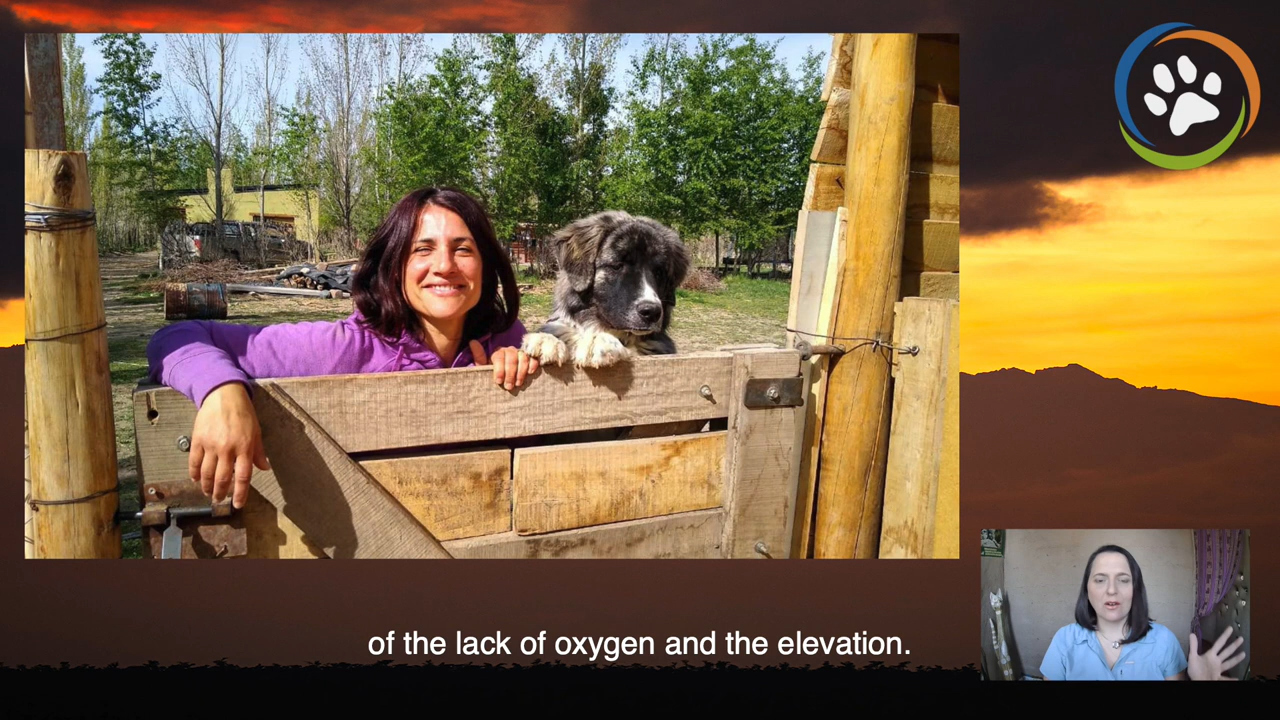 of the lack of oxygen and the elevation.